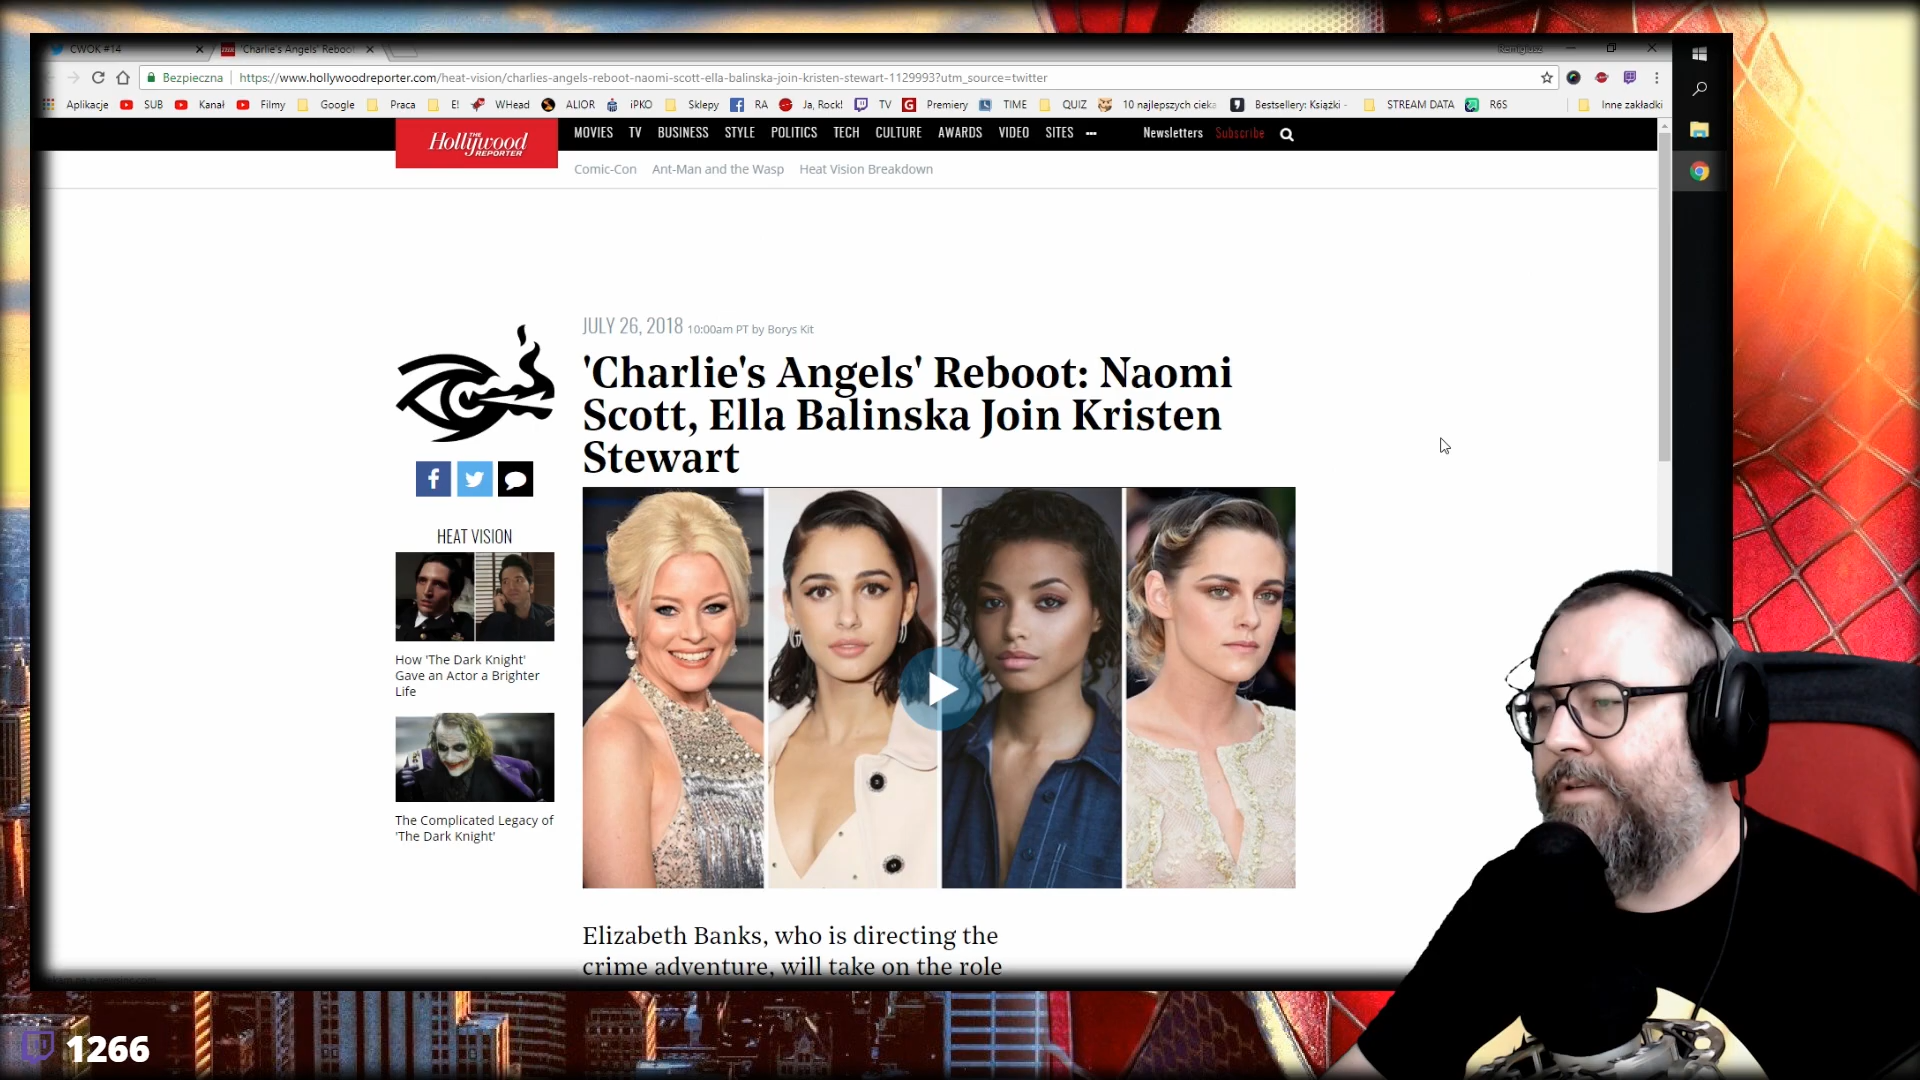 CWOK #14
'Charlie's Angels' Reboot
Remigiusz
Bezpieczna
https://www.hollywoodreporter.com/heat-vision/charlies-angels-reboot-naomi-scott-ella-balinska-join-kristen-stewart-1129993?utm_source=twitter
Aplikacje SUB Kanał Filmy Google Praca E! WHead ALIOR iPKO Sklepy RA Ja, Rock! TV Premiery TIME QUIZ 10 najlepszych cieka Bestsellery: Książki - STREAM DATA R6S Inne zakładki
THE Hollywood REPORTER
MOVIES TV BUSINESS STYLE POLITICS TECH CULTURE AWARDS VIDEO SITES ••• Newsletters Subscribe
Comic-Con Ant-Man and the Wasp Heat Vision Breakdown
JULY 26, 2018 10:00am PT by Borys Kit
'Charlie's Angels' Reboot: Naomi
Scott, Ella Balinska Join Kristen
Stewart
HEAT VISION
How 'The Dark Knight'
Gave an Actor a Brighter
Life
The Complicated Legacy of
'The Dark Knight'
Elizabeth Banks, who is directing the
crime adventure, will take on the role
1266